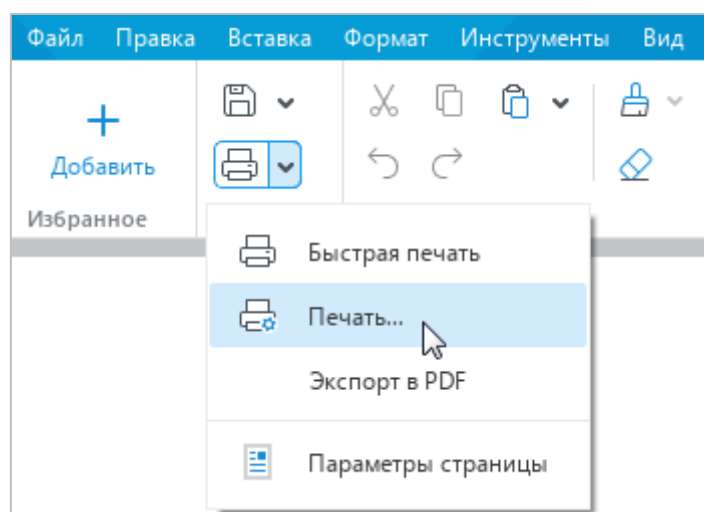 Файл Правка Вставка Формат Инструменты Вид
Добавить
Избранное
Быстрая печать
Печать...
Экспорт в PDF
Параметры страницы